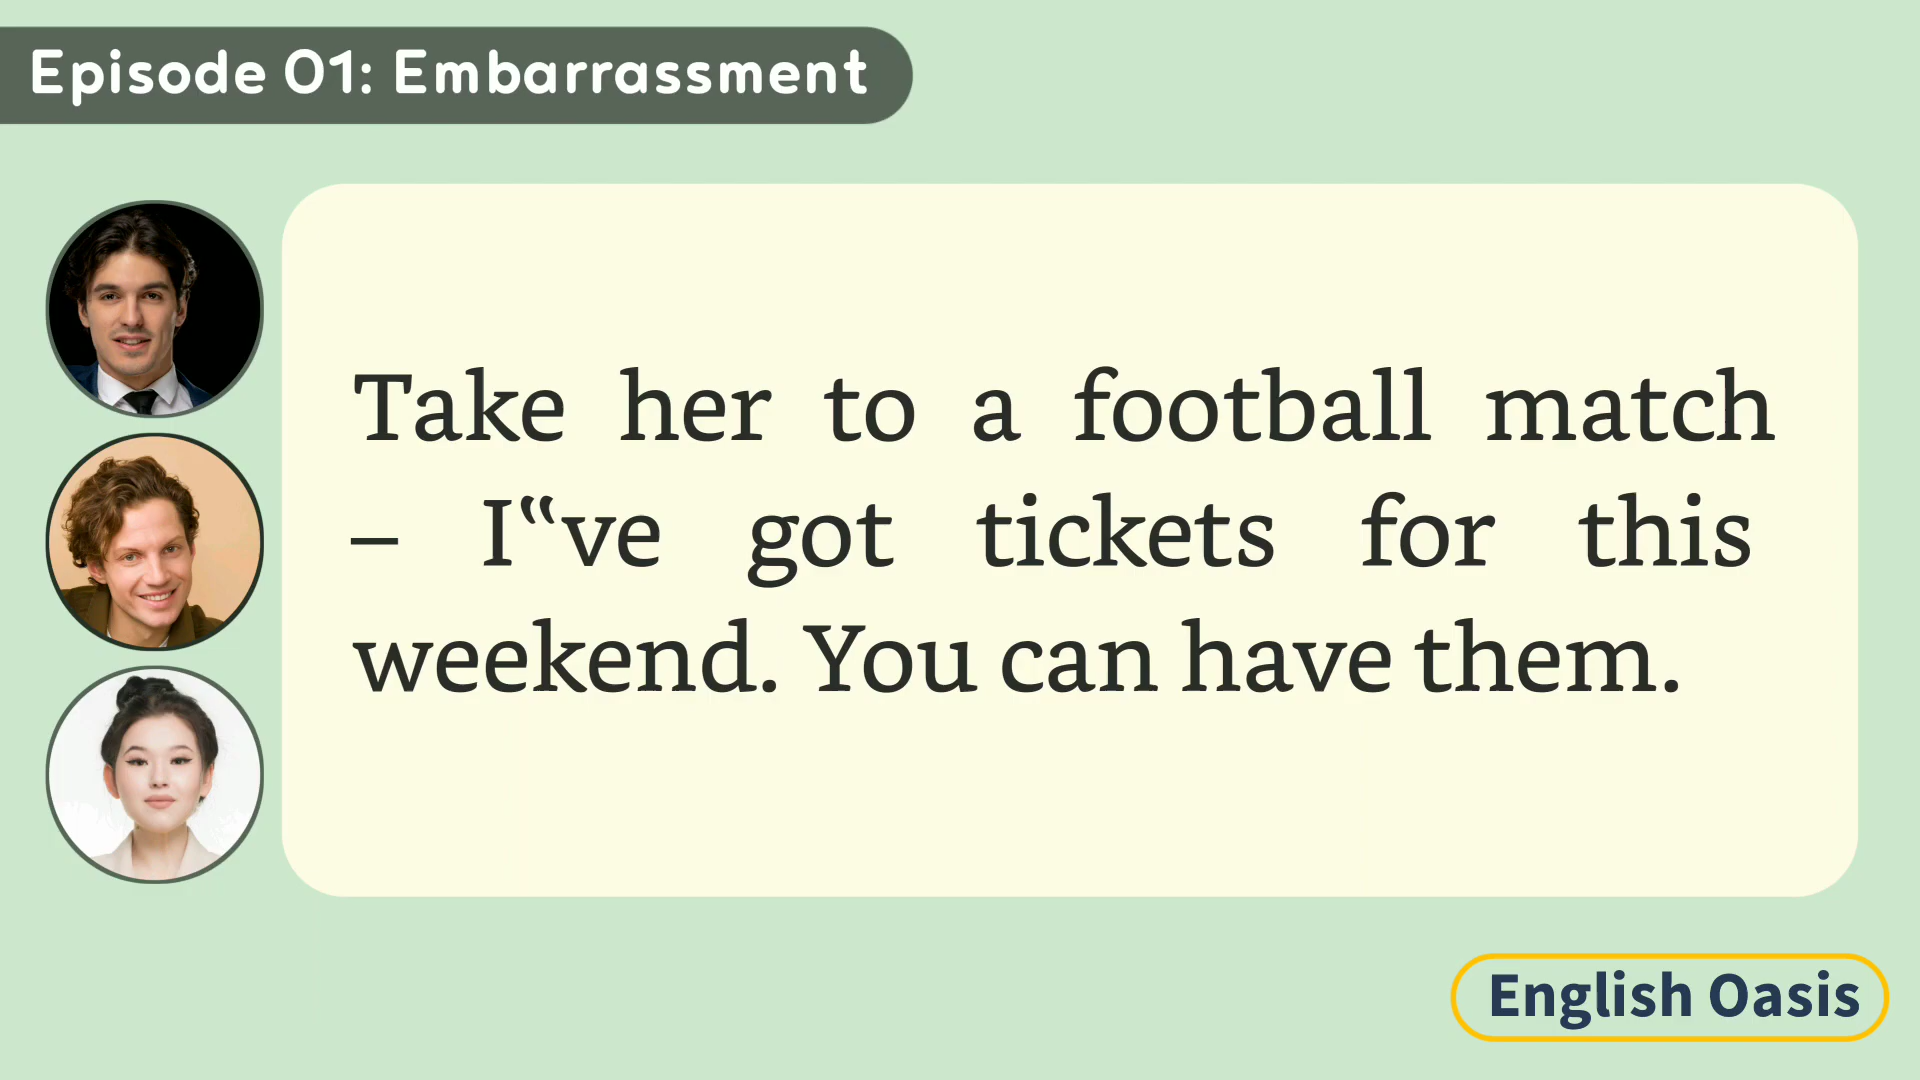 Episode 01: Embarrassment
Take her to a football match
– I‟ve got tickets for this
weekend. You can have them.
English Oasis